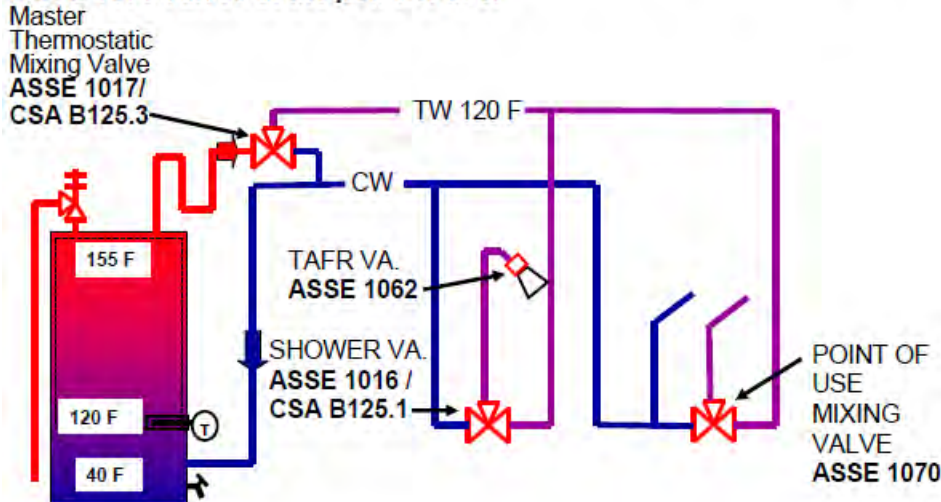 Master
Thermostatic
Mixing Valve
ASSE 1017/
CSA B125.3
TW 120 F
CW
155 F
TAFR VA.
ASSE 1062
SHOWER VA.
ASSE 1016 /
CSA B125.1
POINT OF
USE
MIXING
VALVE
ASSE 1070
120 F
T
40 F